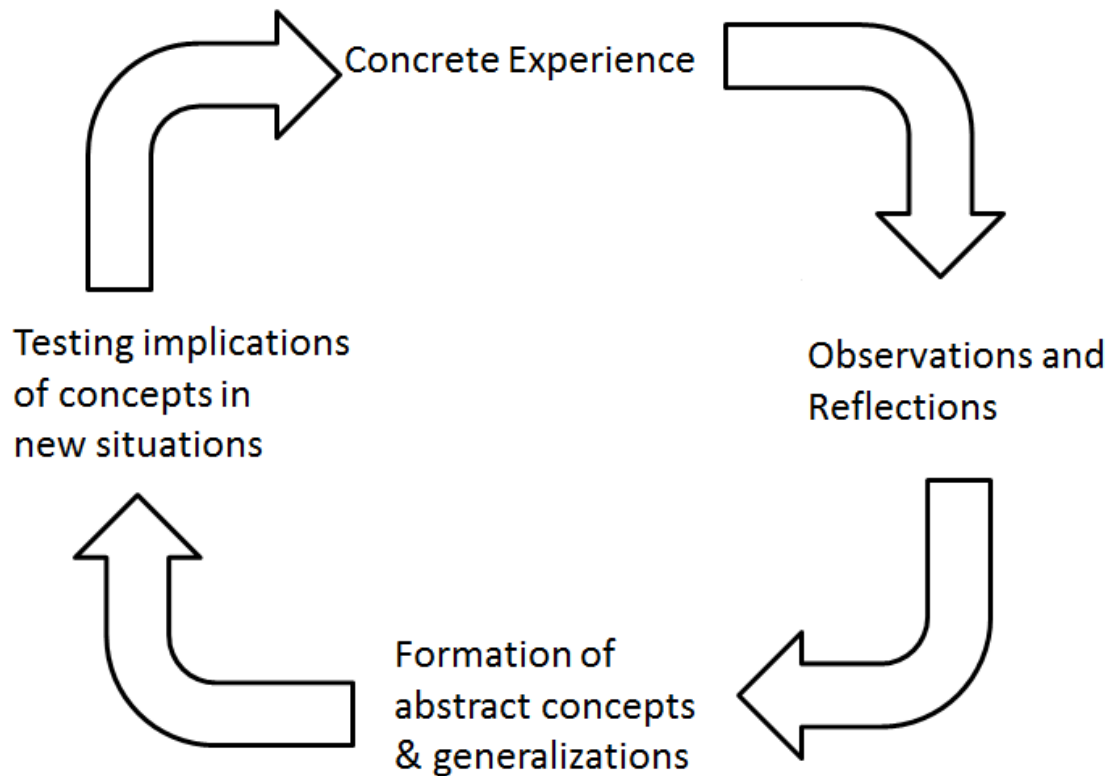 Concrete Experience
Observations and
Reflections
Formation of
abstract concepts
& generalizations
Testing implications
of concepts in
new situations